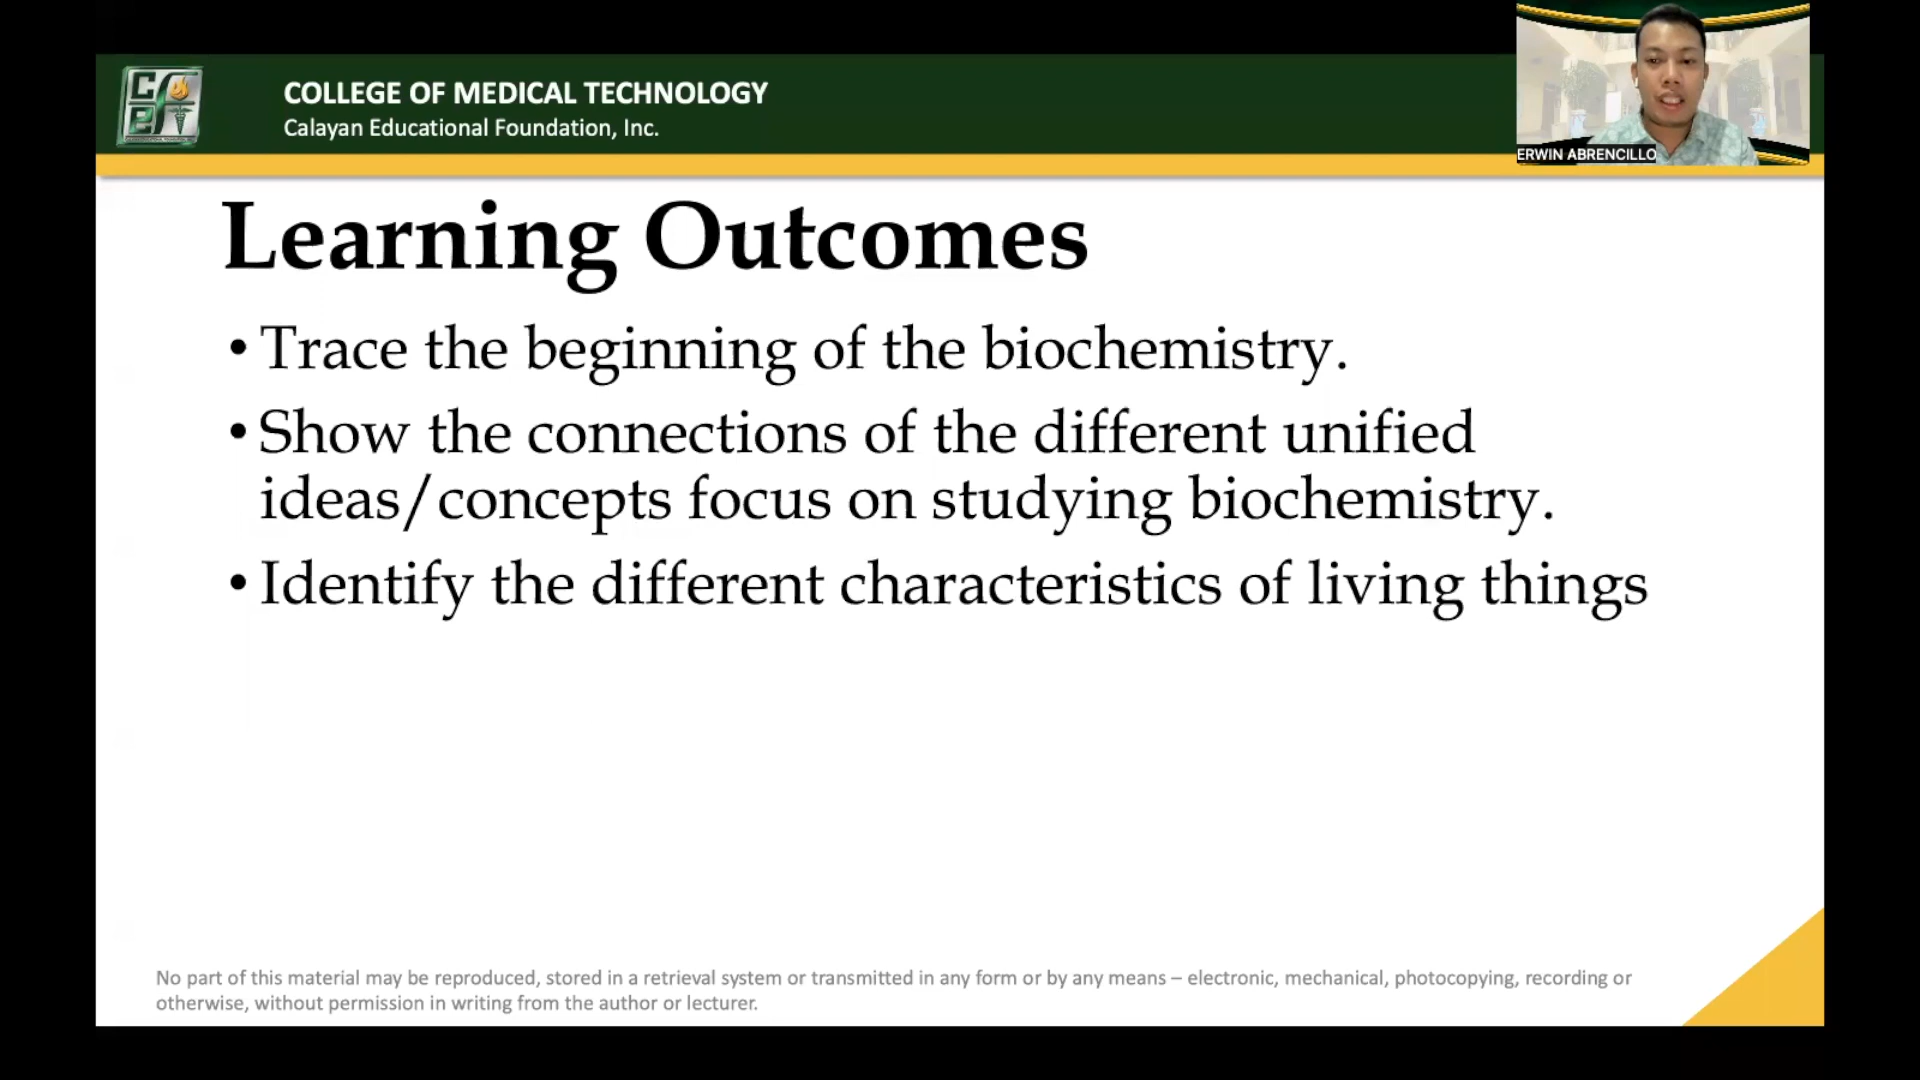 COLLEGE OF MEDICAL TECHNOLOGY
Calayan Educational Foundation, Inc.
ERWIN ABRENCILLO
Learning Outcomes
• Trace the beginning of the biochemistry.
• Show the connections of the different unified
ideas/concepts focus on studying biochemistry.
• Identify the different characteristics of living things
No part of this material may be reproduced, stored in a retrieval system or transmitted in any form or by any means – electronic, mechanical, photocopying, recording or
otherwise, without permission in writing from the author or lecturer.